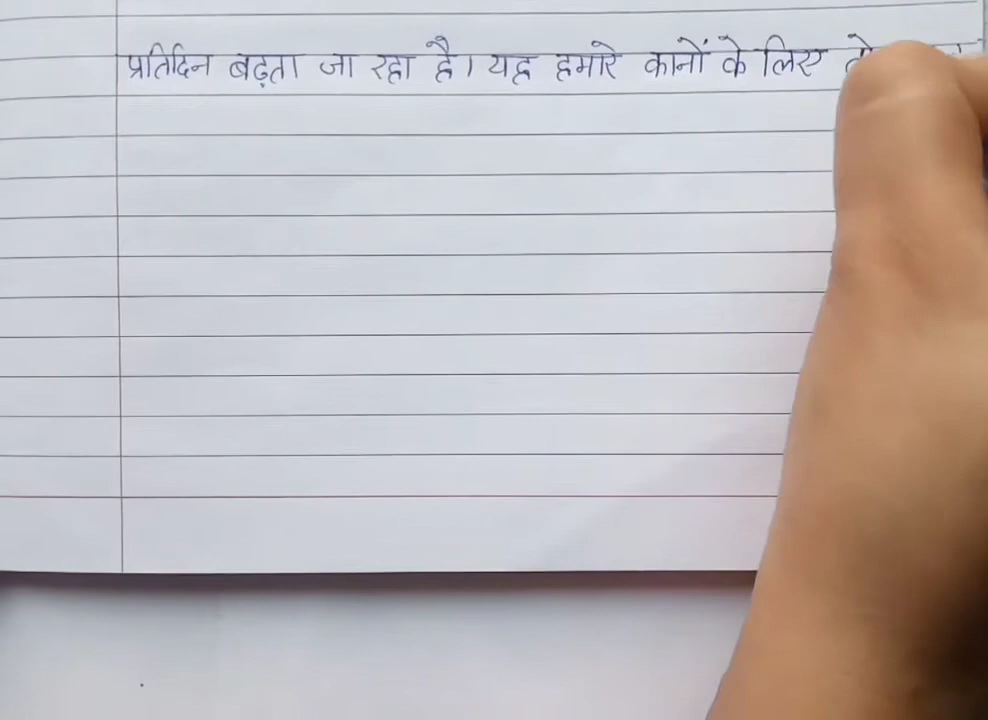 प्रतिदिन बढ़ता जा रहा है। यह हमारे कानों के लिए